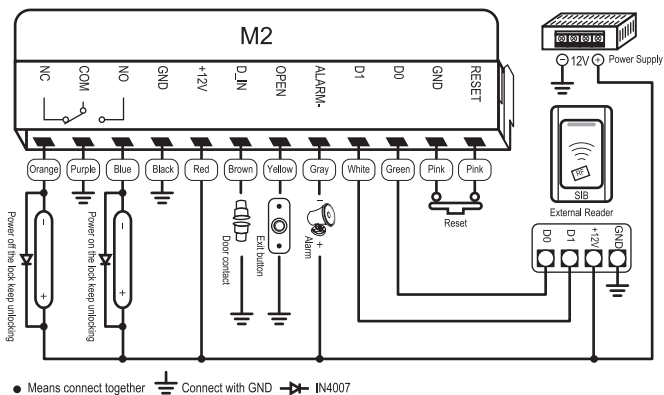 M2
NC COM NO GND +12V D_IN OPEN ALARM- D1 D0 GND RESET
Orange Purple Blue Black Red Brown Yellow Gray White Green Pink Pink
Power off the lock keep unlocking
Power on the lock keep unlocking
Door contact
Exit button
Alarm
Reset
12V
Power Supply
RF
SIB
External Reader
D0 D1 +12V GND
Means connect together
Connect with GND
IN4007